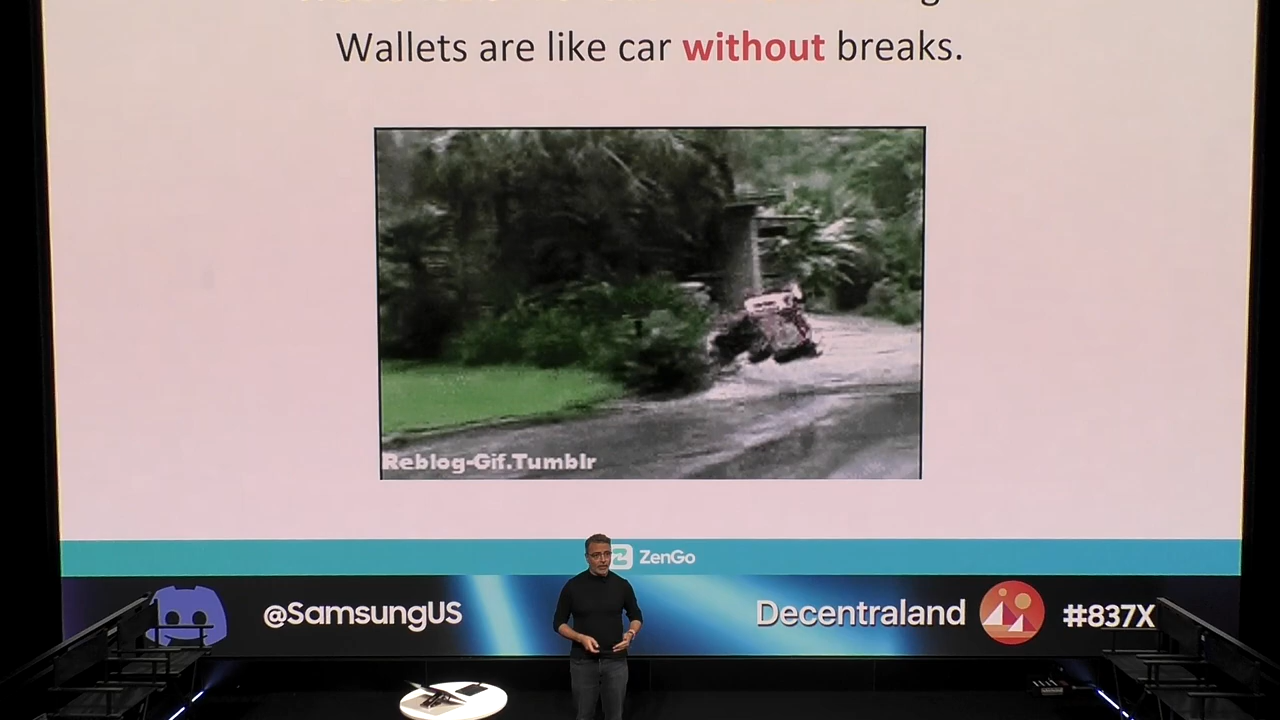 Wallets are like car without breaks.
Reblog-Gif.Tumblr
ZenGo
@SamsungUS
Decentraland
#837X